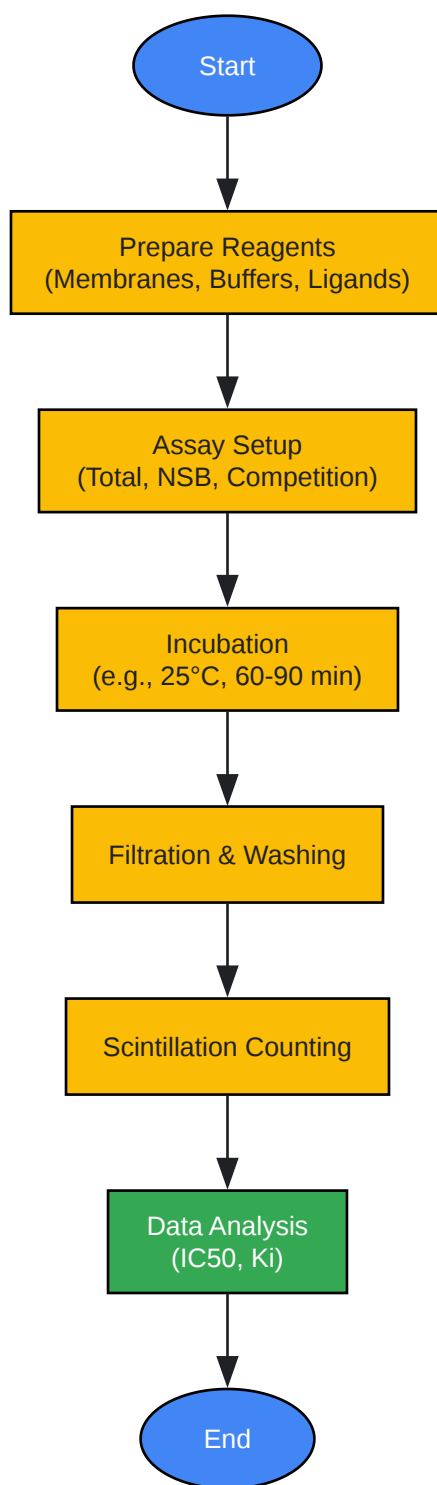 Start
Prepare Reagents
(Membranes, Buffers, Ligands)
Assay Setup
(Total, NSB, Competition)
Incubation
(e.g., 25°C, 60-90 min)
Filtration & Washing
Scintillation Counting
Data Analysis
(IC50, Ki)
End